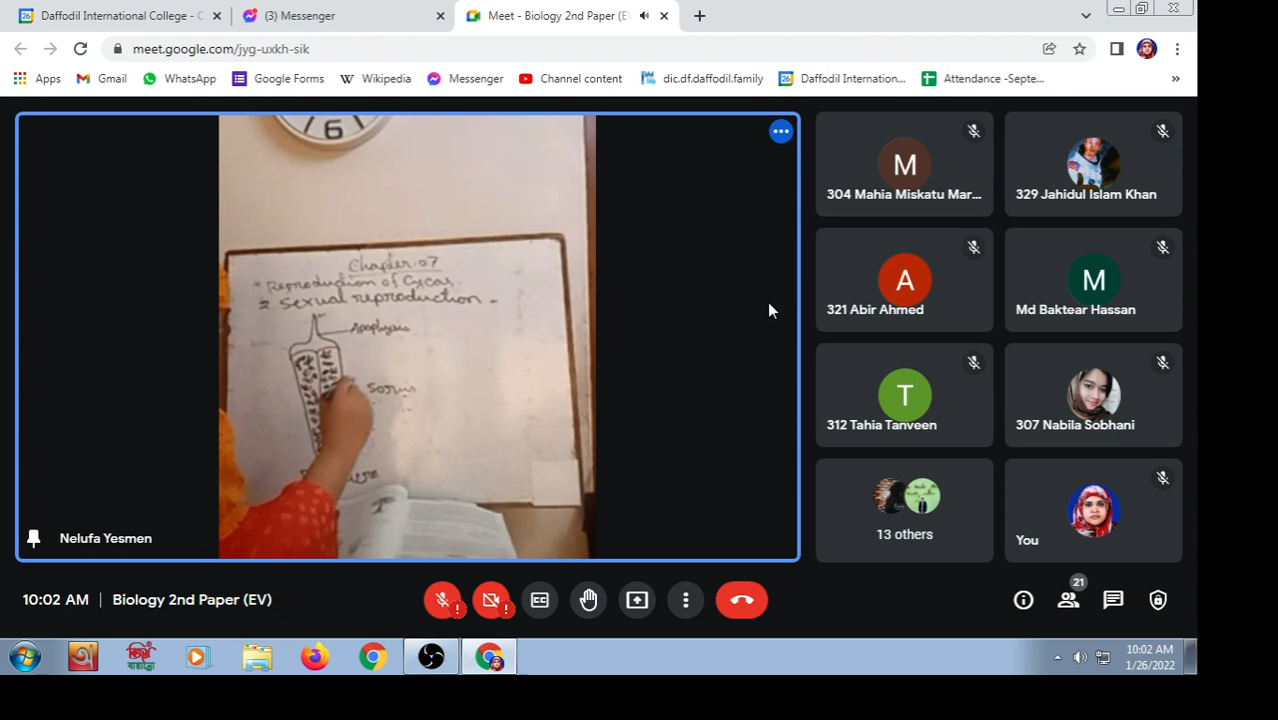 Daffodil International College - C
(3) Messenger
Meet - Biology 2nd Paper (EV)
meet.google.com/jyg-uxkh-sik
Apps
Gmail
WhatsApp
Google Forms
Wikipedia
Messenger
Channel content
dic.df.daffodil.family
Daffodil Internation...
Attendance -Septe...
»
6
Chapter-07
* Reproduction of Cycas-
Sexual reproduction -
Apophysis
Sorus
M
304 Mahia Miskatu Mar...
329 Jahidul Islam Khan
A
321 Abir Ahmed
M
Md Baktear Hassan
T
312 Tahia Tanveen
307 Nabila Sobhani
13 others
You
Nelufa Yesmen
10:02 AM | Biology 2nd Paper (EV)
21
10:02 AM
1/26/2022